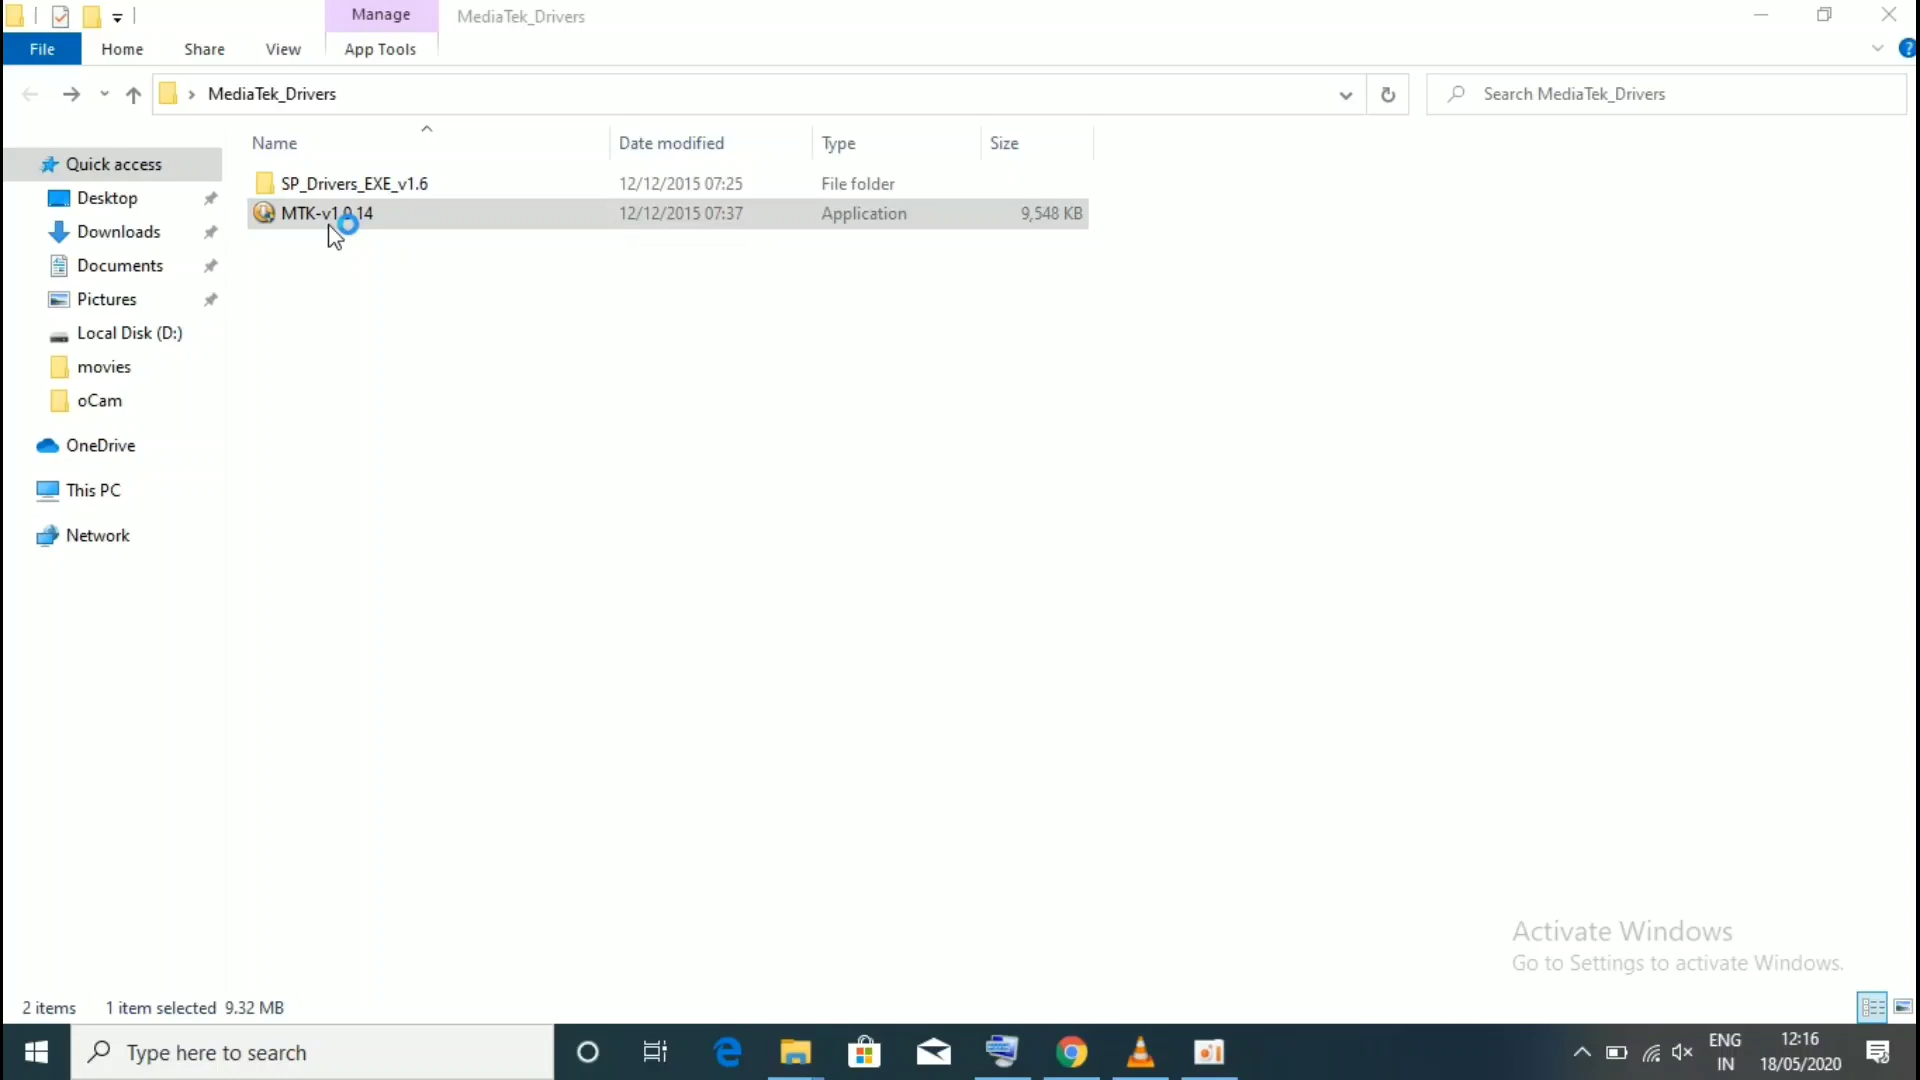 Manage
MediaTek_Drivers
File
Home
Share
View
App Tools
MediaTek_Drivers
Search MediaTek_Drivers
Name
Date modified
Type
Size
Quick access
SP_Drivers_EXE_v1.6
12/12/2015 07:25
File folder
Desktop
MTK-v1.0.14
12/12/2015 07:37
Application
9,548 KB
Downloads
Documents
Pictures
Local Disk (D:)
movies
oCam
OneDrive
This PC
Network
Activate Windows
Go to Settings to activate Windows.
2 items
1 item selected 9.32 MB
Type here to search
ENG
IN
12:16
18/05/2020